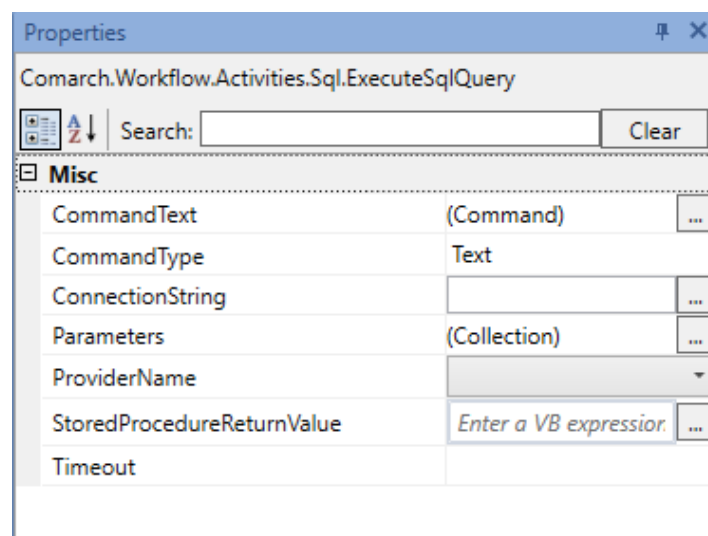 Properties
Comarch.Workflow.Activities.Sql.ExecuteSqlQuery
Search: Clear
Misc
CommandText (Command) ...
CommandType Text
ConnectionString ...
Parameters (Collection) ...
ProviderName
StoredProcedureReturnValue Enter a VB expression. ...
Timeout